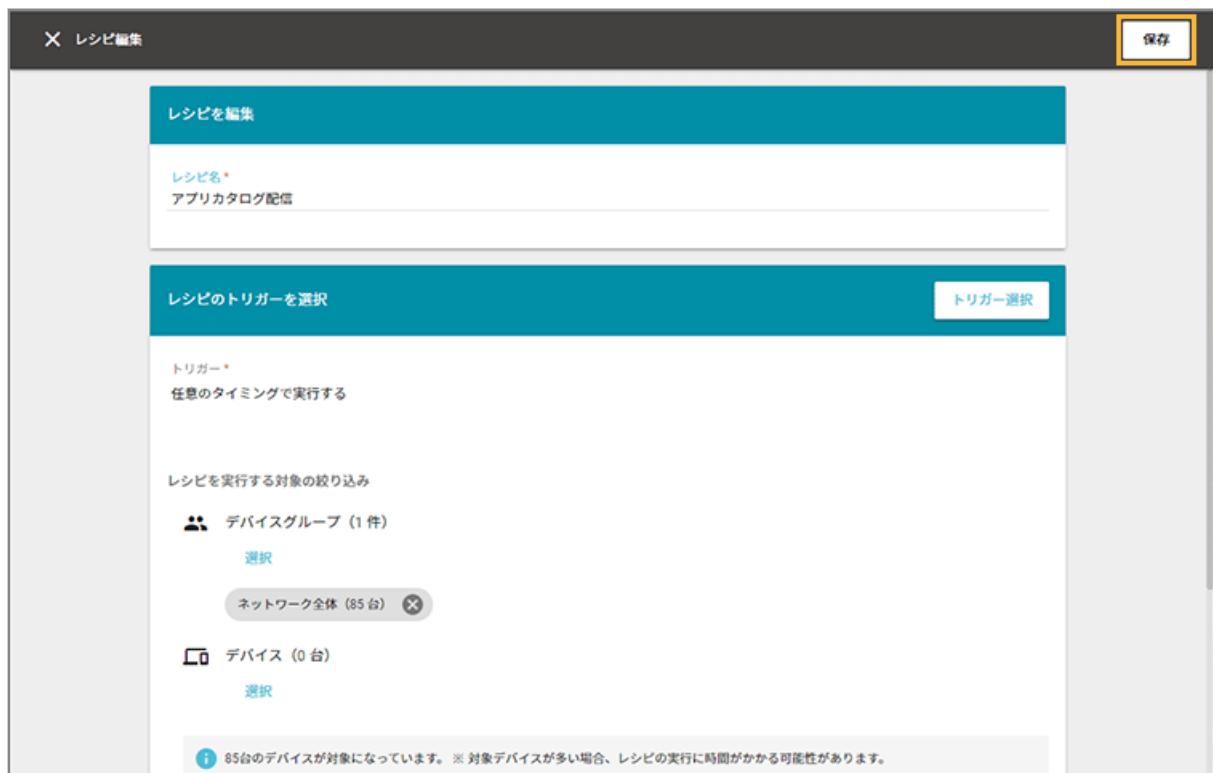 レシピ編集
保存
レシピを編集
レシピ名*
アプリカタログ配信
レシピのトリガーを選択
トリガー選択
トリガー*
任意のタイミングで実行する
レシピを実行する対象の絞り込み
デバイスグループ（1 件）
選択
ネットワーク全体（85 台）
デバイス（0 台）
選択
85台のデバイスが対象になっています。 ※ 対象デバイスが多い場合、レシピの実行に時間がかかる可能性があります。